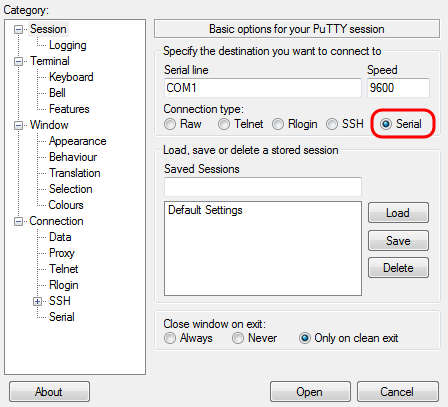 Category:
Session
Logging
Terminal
Keyboard
Bell
Features
Window
Appearance
Behaviour
Translation
Selection
Colours
Connection
Data
Proxy
Telnet
Rlogin
SSH
Serial
Basic options for your PuTTY session
Specify the destination you want to connect to
Serial line Speed
COM1 9600
Connection type:
Raw Telnet Rlogin SSH Serial
Load, save or delete a stored session
Saved Sessions
Default Settings
Load
Save
Delete
Close window on exit:
Always Never Only on clean exit
About Open Cancel